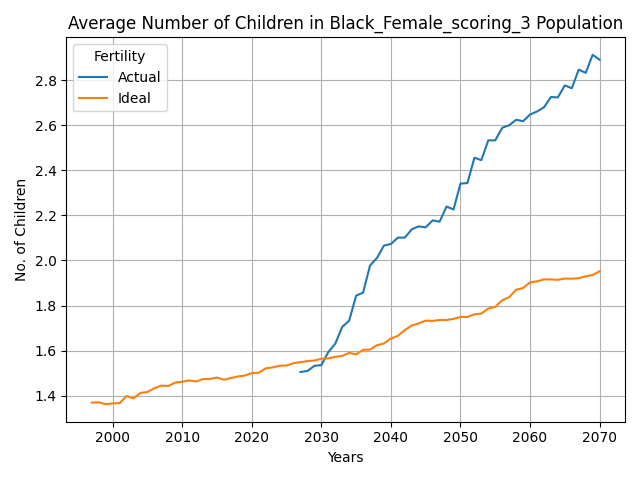 Average Number of Children in Black_Female_scoring_3 Population
Fertility
Actual
Ideal
No. of Children
2.8
2.6
2.4
2.2
2.0
1.8
1.6
1.4
2000 2010 2020 2030 2040 2050 2060 2070
Years